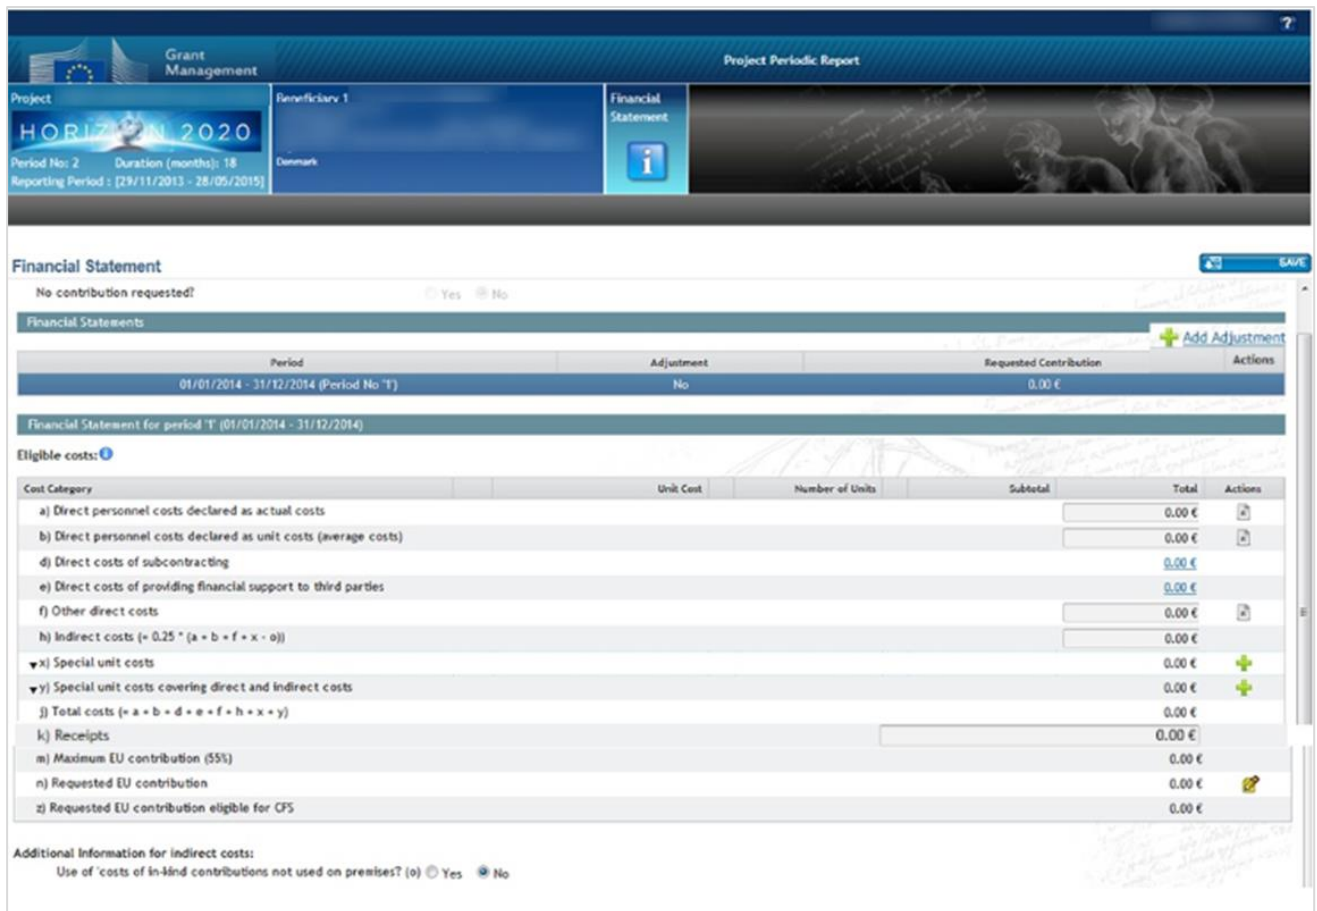 ?
Grant
Management
Project Periodic Report
Project
Beneficiary 1
Financial
Statement
HORIZON 2020
Period No: 2 Duration (months): 18
Denmark
Reporting Period : [29/11/2013 - 28/05/2015]
i
Financial Statement
SAVE
No contribution requested? Yes No
Financial Statements
Add Adjustment
Period Adjustment Requested Contribution Actions
01/01/2014 - 31/12/2014 (Period No '1') No 0.00 €
Financial Statement for period '1' (01/01/2014 - 31/12/2014)
Eligible costs:
Cost Category Unit Cost Number of Units Subtotal Total Actions
a) Direct personnel costs declared as actual costs 0.00 €
b) Direct personnel costs declared as unit costs (average costs) 0.00 €
d) Direct costs of subcontracting 0.00 €
e) Direct costs of providing financial support to third parties 0.00 €
f) Other direct costs 0.00 €
h) Indirect costs (= 0.25 * (a + b + f + x - o)) 0.00 €
x) Special unit costs 0.00 €
y) Special unit costs covering direct and indirect costs 0.00 €
j) Total costs (= a + b + d + e + f + h + x + y) 0.00 €
k) Receipts 0.00 €
m) Maximum EU contribution (55%) 0.00 €
n) Requested EU contribution 0.00 €
z) Requested EU contribution eligible for CFS 0.00 €
Additional Information for indirect costs:
Use of 'costs of in-kind contributions not used on premises? (o) Yes No